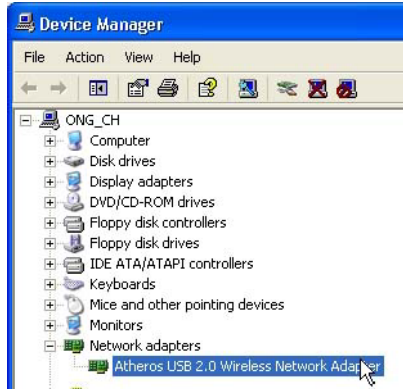 Device Manager
File Action View Help
ONG_CH
Computer
Disk drives
Display adapters
DVD/CD-ROM drives
Floppy disk controllers
Floppy disk drives
IDE ATA/ATAPI controllers
Keyboards
Mice and other pointing devices
Monitors
Network adapters
Atheros USB 2.0 Wireless Network Adapter